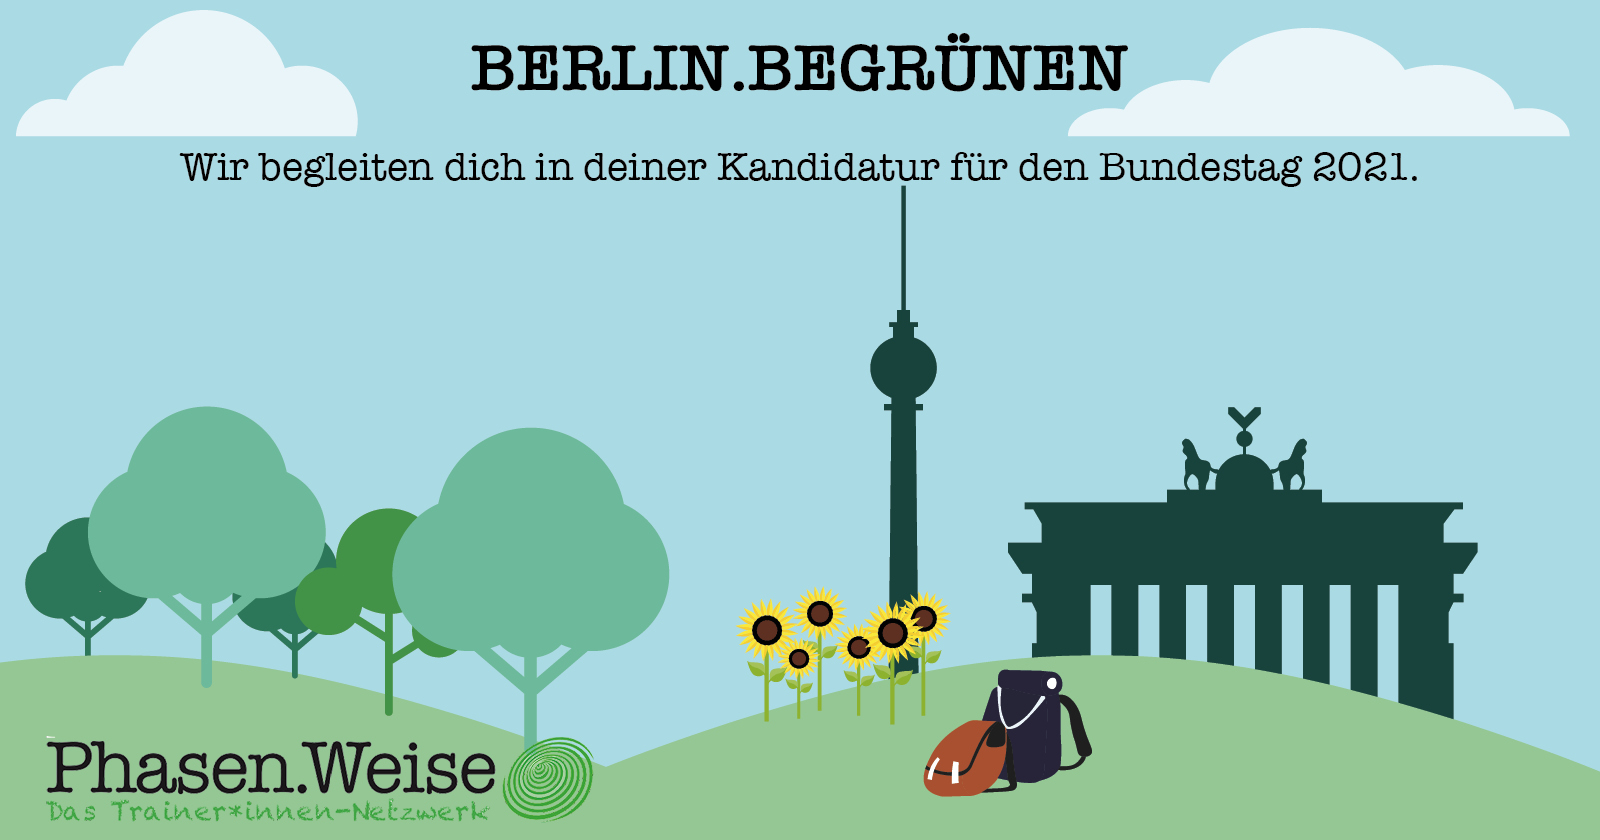 BERLIN.BEGRÜNEN
Wir begleiten dich in deiner Kandidatur für den Bundestag 2021.
Phasen.Weise
Das Trainer*innen-Netzwerk